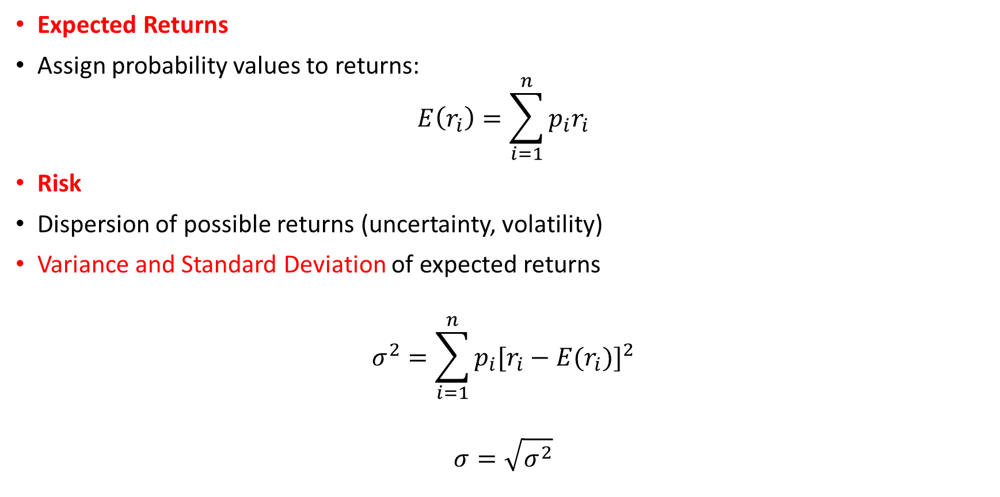 • Expected Returns
• Assign probability values to returns:
$E(r_i) = \sum_{i=1}^{n} p_i r_i$
• Risk
• Dispersion of possible returns (uncertainty, volatility)
• Variance and Standard Deviation of expected returns
$\sigma^2 = \sum_{i=1}^{n} p_i [r_i - E(r_i)]^2$
$\sigma = \sqrt{\sigma^2}$